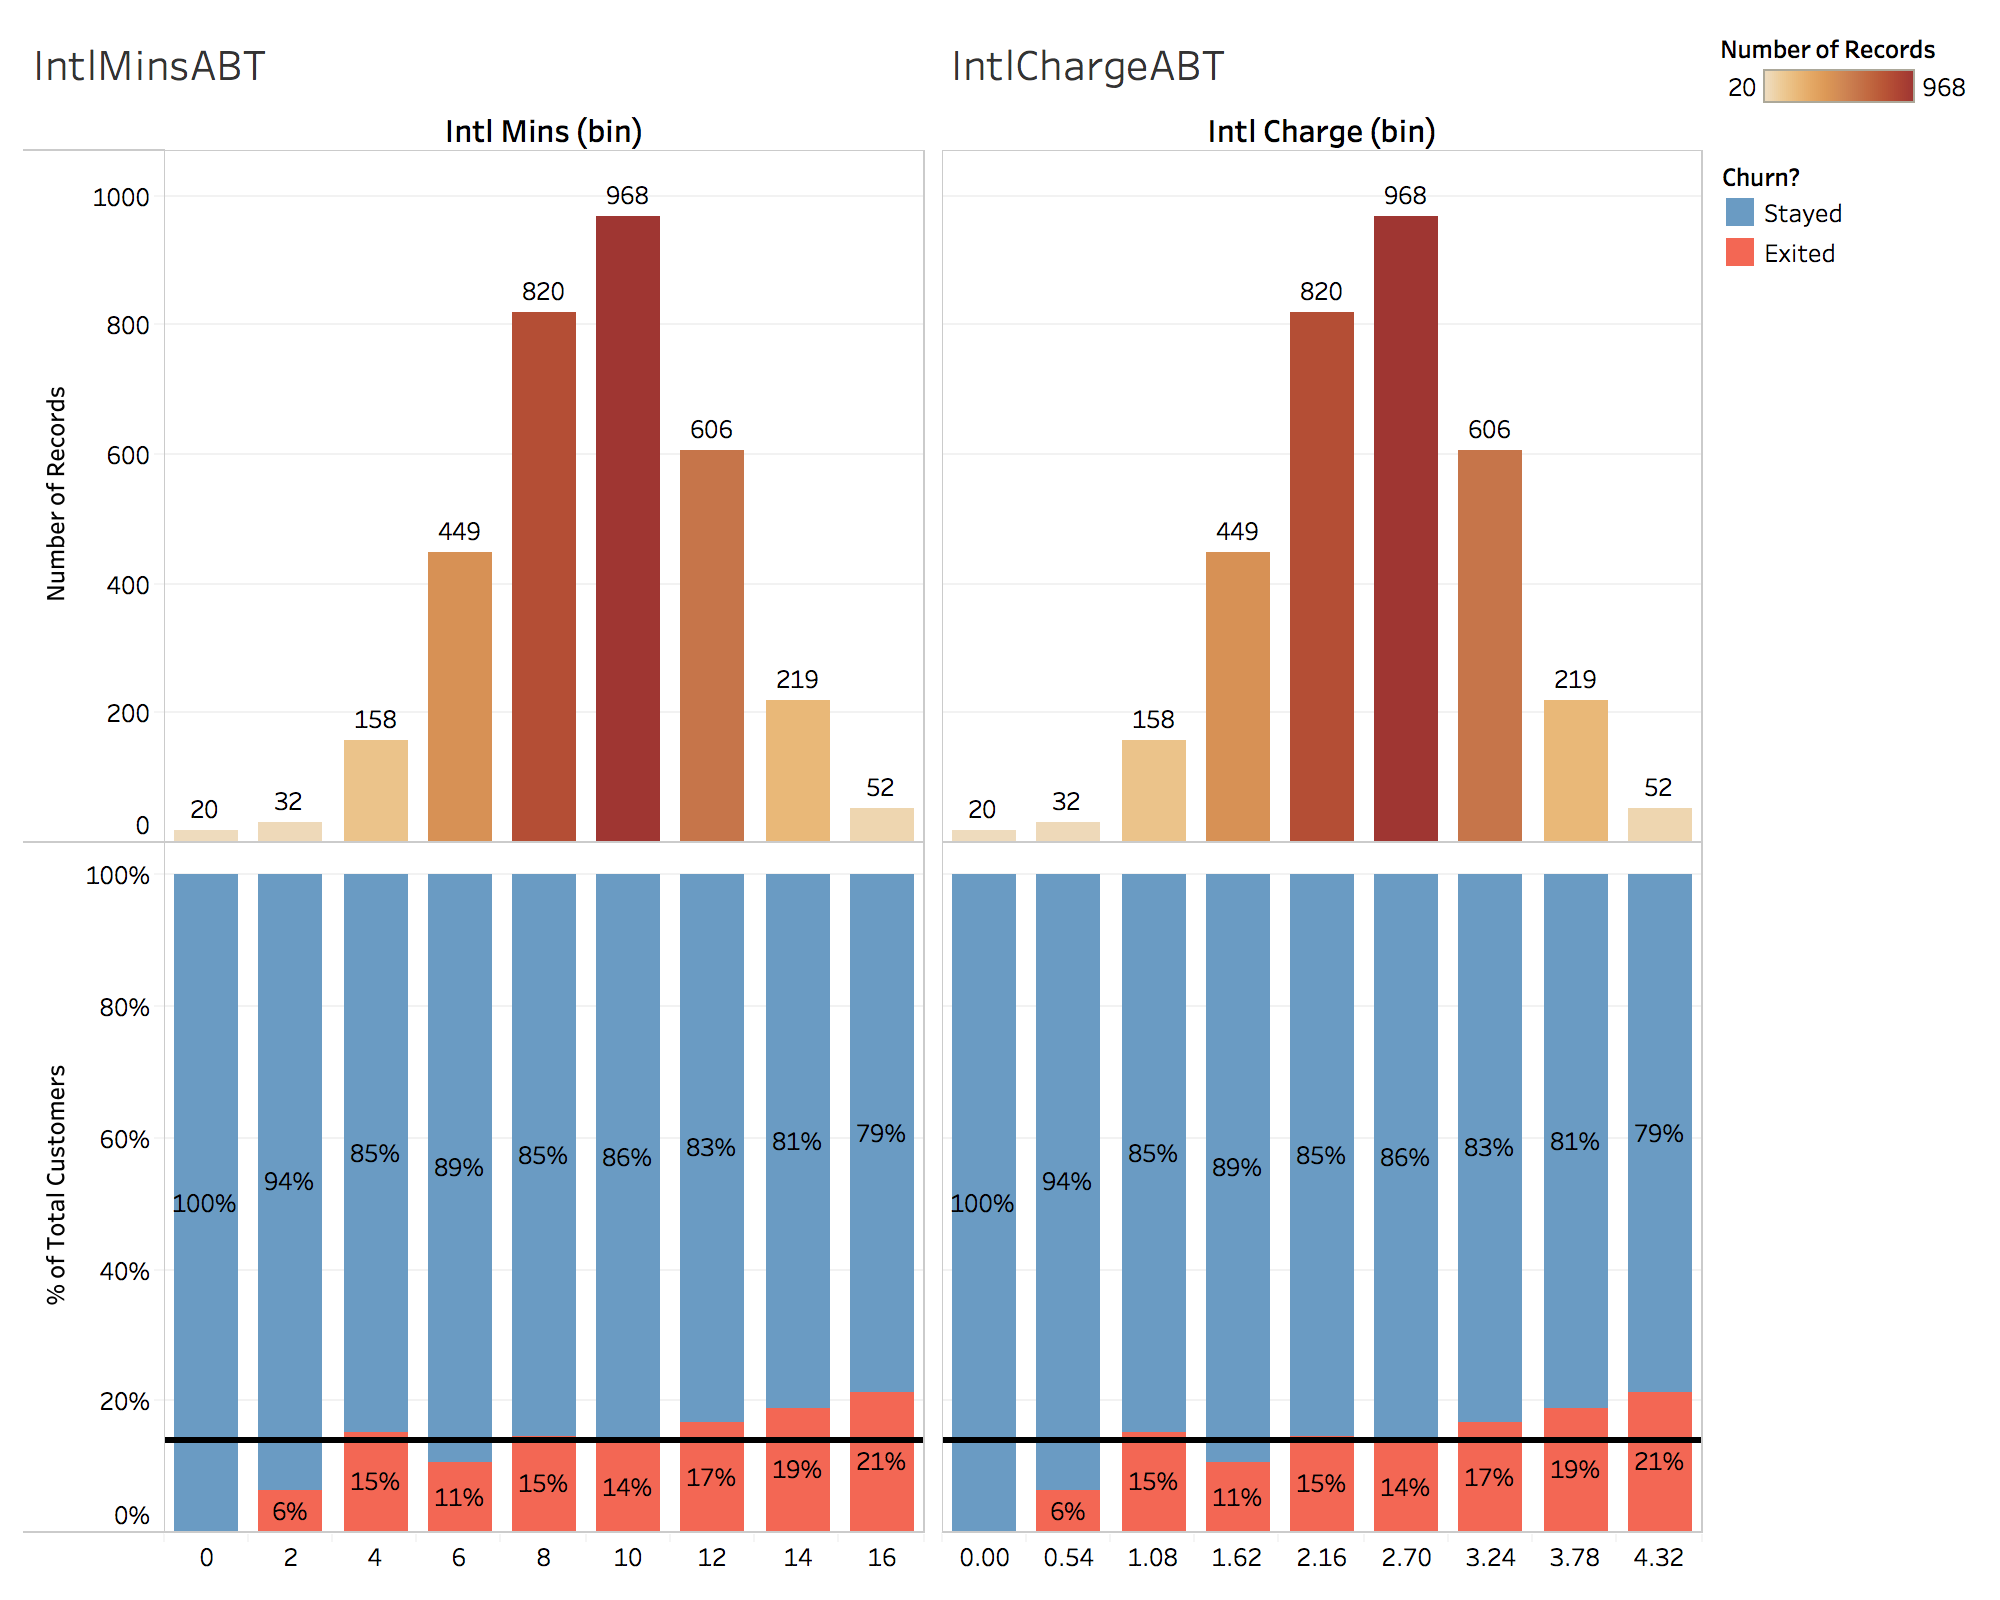 IntlMinsABT
IntlChargeABT
Number of Records
20 968
Churn?
Stayed
Exited
Intl Mins (bin)
Number of Records
1000
800
600
400
200
0
20 32 158 449 820 968 606 219 52
% of Total Customers
100%
80%
60%
40%
20%
0%
100% 94% 85% 89% 85% 86% 83% 81% 79%
6% 15% 11% 15% 14% 17% 19% 21%
0 2 4 6 8 10 12 14 16
Intl Charge (bin)
20 32 158 449 820 968 606 219 52
100% 94% 85% 89% 85% 86% 83% 81% 79%
6% 15% 11% 15% 14% 17% 19% 21%
0.00 0.54 1.08 1.62 2.16 2.70 3.24 3.78 4.32